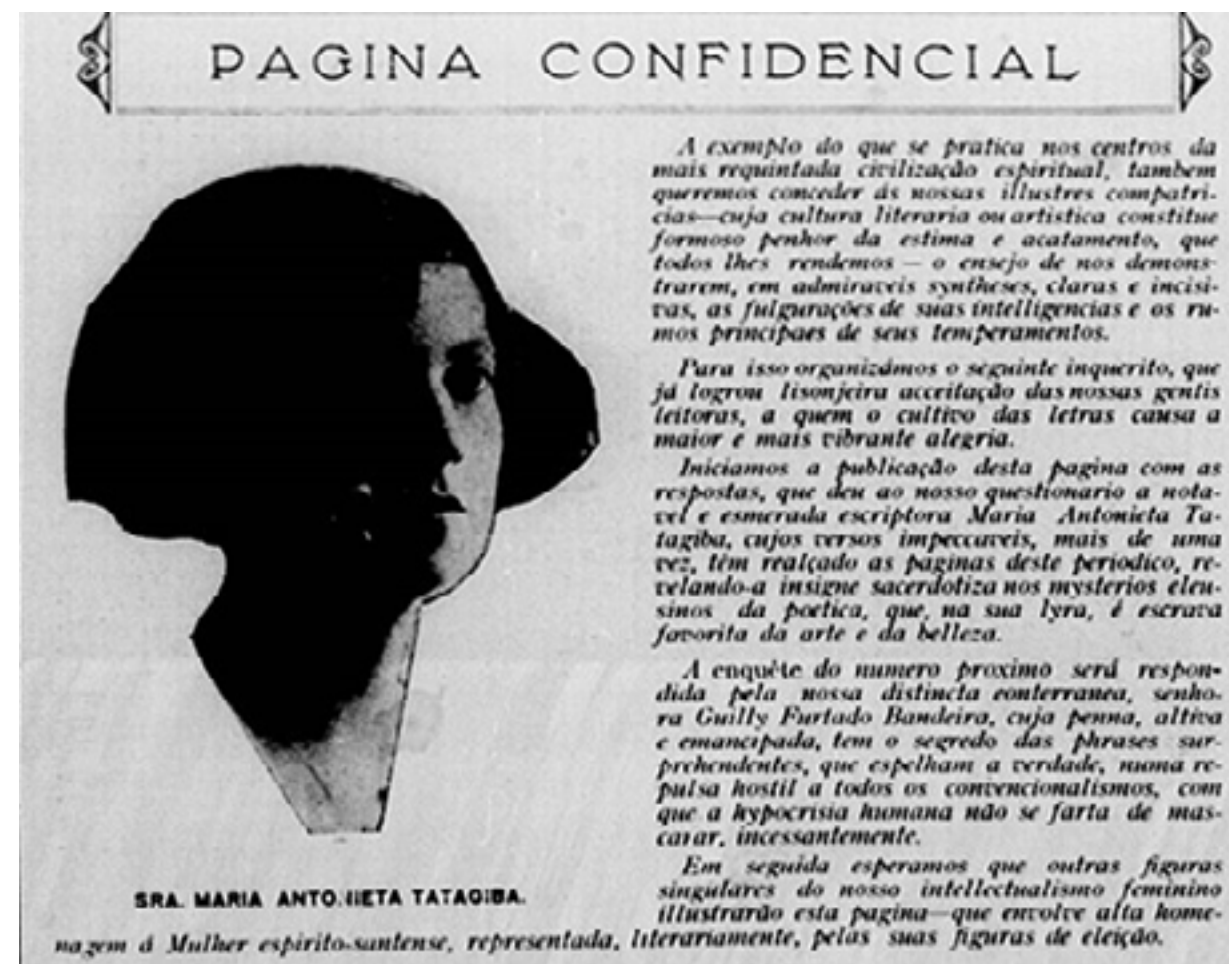 PAGINA CONFIDENCIAL
A exemplo do que se pratica nos centros da
mais requintada civilização espiritual, tambem
queremos conceder ás nossas illustres compatri-
cias—cuja cultura literaria ou artistica constitue
formoso penhor da estima e acatamento, que
todos lhes rendemos — o ensejo de nos demons-
trarem, em admiraveis syntheses, claras e incisi-
vas, as fulgurações de suas intelligencias e os ru-
mos principaes de seus temperamentos.
Para isso organizámos o seguinte inquerito, que
já logrou lisonjeira acceitação das nossas gentis
leitoras, a quem o cultivo das letras causa a
maior e mais vibrante alegria.
Iniciamos a publicação desta pagina com as
respostas, que deu ao nosso questionario a nota-
vel e esmerada escriptora Maria Antonieta Ta-
tagiba, cujos versos impeccaveis, mais de uma
vez, têm realçado as paginas deste periodico, re-
velando-a insigne sacerdotiza nos mysterios eleu-
sinos da poetica, que, na sua lyra, é escrava
favorita da arte e da belleza.
A enquête do numero proximo será respon-
dida pela nossa distincta conterranea, senho-
ra Guilly Furtado Bandeira, cuja penna, altiva
e emancipada, tem o segredo das phrases sur-
prehendentes, que espelham a verdade, numa re-
pulsa hostil a todos os convencionalismos, com
que a hypocrisia humana não se farta de mas-
carar, incessantemente.
Em seguida esperamos que outras figuras
singulares do nosso intellectualismo feminino
illustrarão esta pagina—que envolve alta home-
nagem á Mulher espirito-santense, representada, literariamente, pelas suas figuras de eleição.
SRA. MARIA ANTONIETA TATAGIBA.